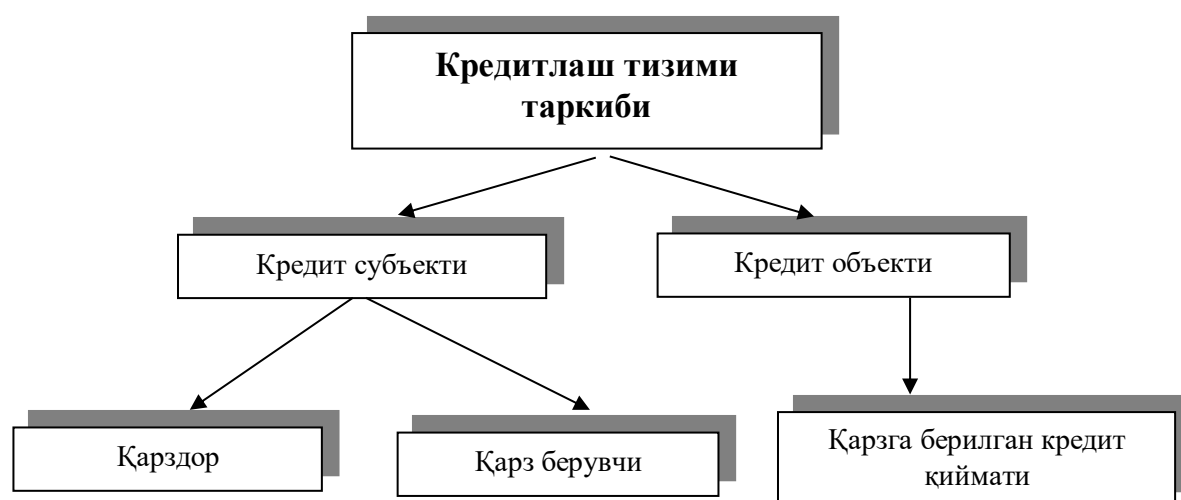 Кредитлаш тизими
таркиби
Кредит субъекти
Кредит объекти
Қарздор
Қарз берувчи
Қарзга берилган кредит
қиймати